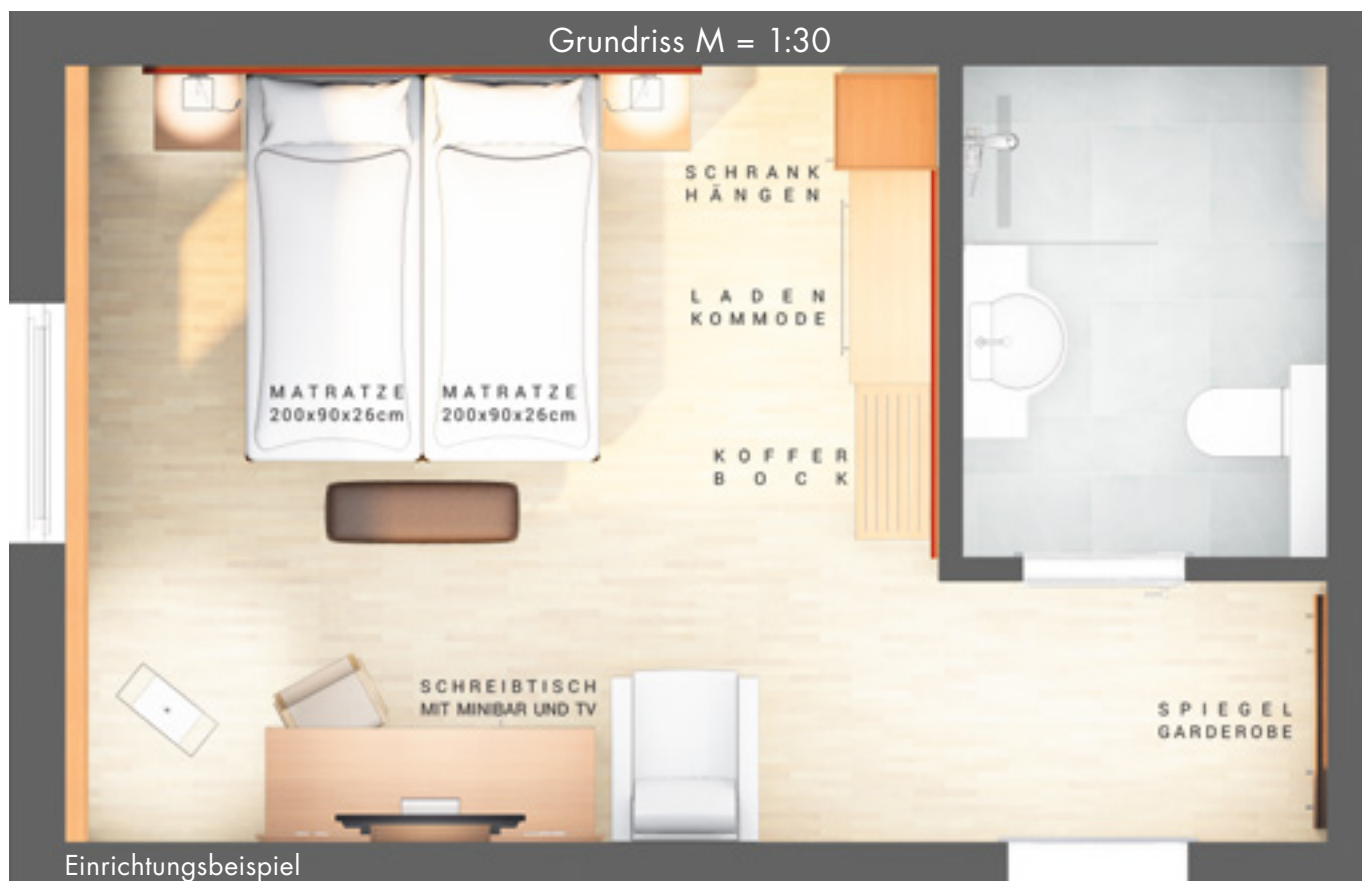 Grundriss M = 1:30
SCHRANK
HÄNGEN
LADEN
KOMMODE
MATRATZE
200x90x26cm
MATRATZE
200x90x26cm
KOFFER
BOCK
SCHREIBTISCH
MIT MINIBAR UND TV
SPIEGEL
GARDEROBE
Einrichtungsbeispiel